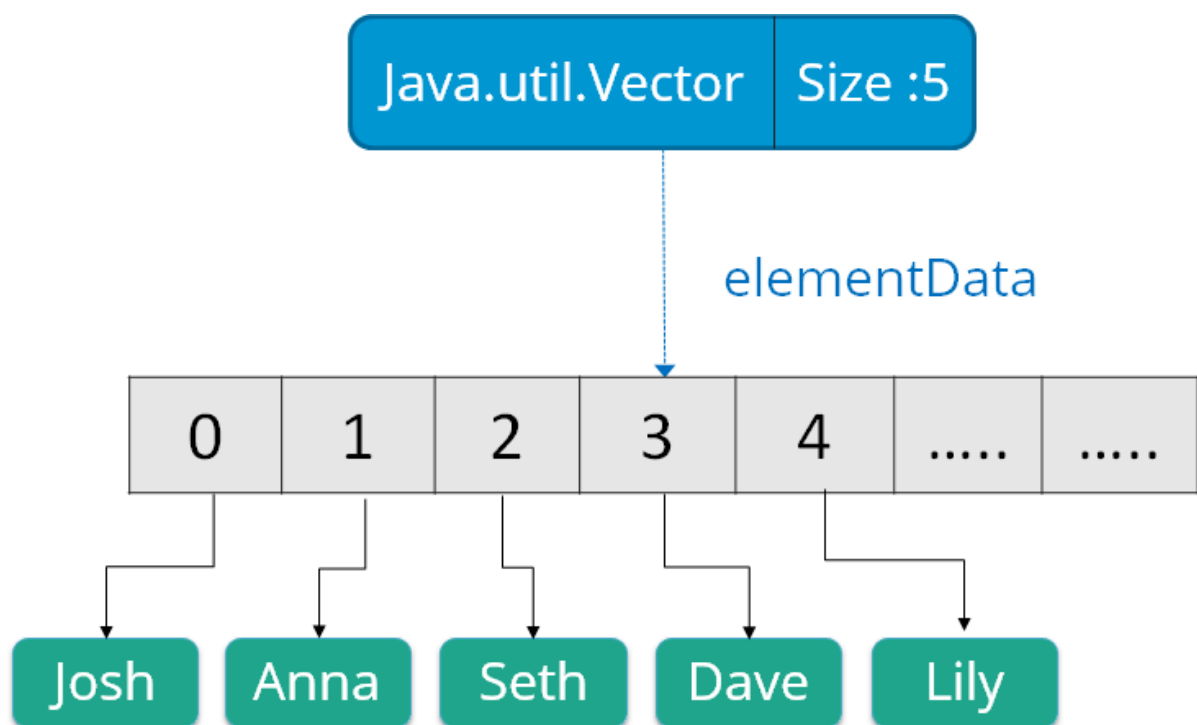 Java.util.Vector Size :5
elementData
0 1 2 3 4 ..... .....
Josh Anna Seth Dave Lily